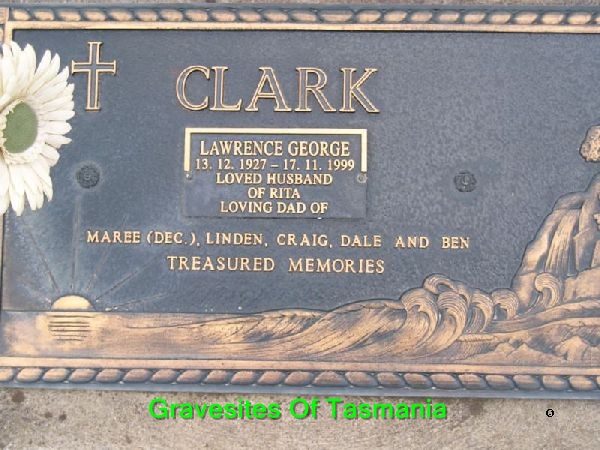 CLARK
LAWRENCE GEORGE
13. 12. 1927 – 17. 11. 1999
LOVED HUSBAND
OF RITA
LOVING DAD OF
MAREE (DEC.), LINDEN, CRAIG, DALE AND BEN
TREASURED MEMORIES
Gravesites Of Tasmania